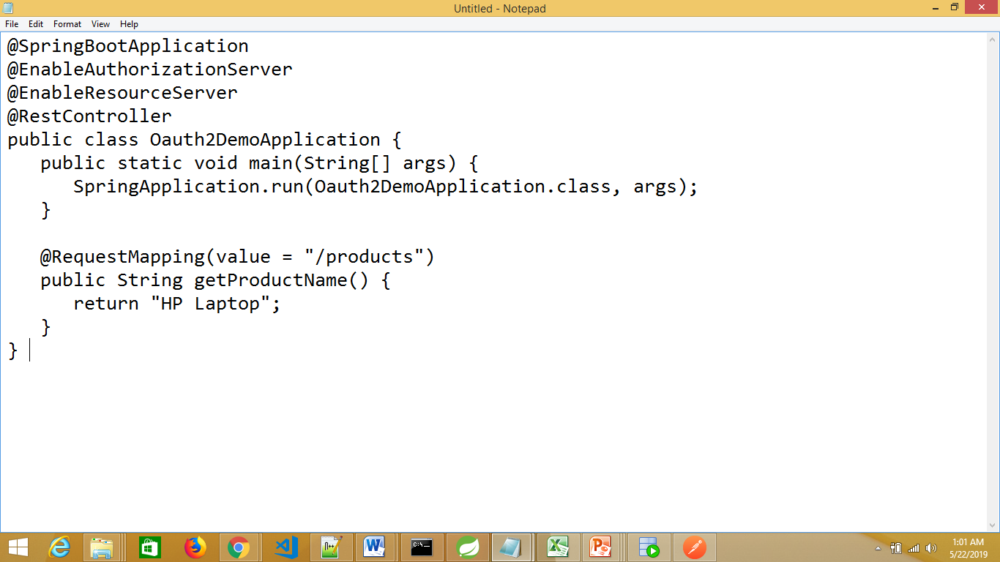 Untitled - Notepad
File Edit Format View Help
@SpringBootApplication
@EnableAuthorizationServer
@EnableResourceServer
@RestController
public class Oauth2DemoApplication {
   public static void main(String[] args) {
      SpringApplication.run(Oauth2DemoApplication.class, args);
   }

   @RequestMapping(value = "/products")
   public String getProductName() {
      return "HP Laptop";
   }
}
1:01 AM
5/22/2019